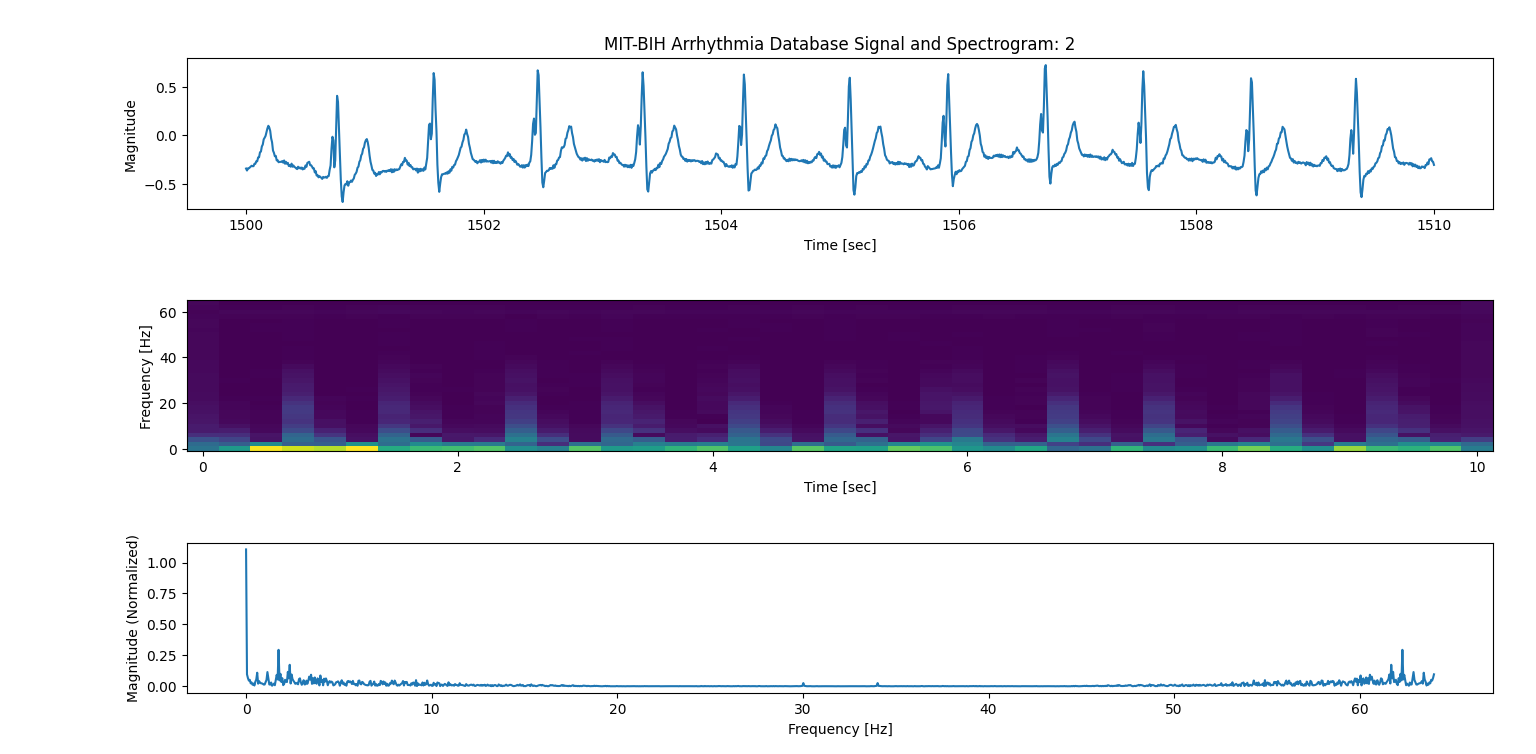 MIT-BIH Arrhythmia Database Signal and Spectrogram: 2
Magnitude
0.5
0.0
−0.5
1500 1502 1504 1506 1508 1510
Time [sec]
Frequency [Hz]
60
40
20
0
0 2 4 6 8 10
Time [sec]
Magnitude (Normalized)
1.00
0.75
0.50
0.25
0.00
0 10 20 30 40 50 60
Frequency [Hz]